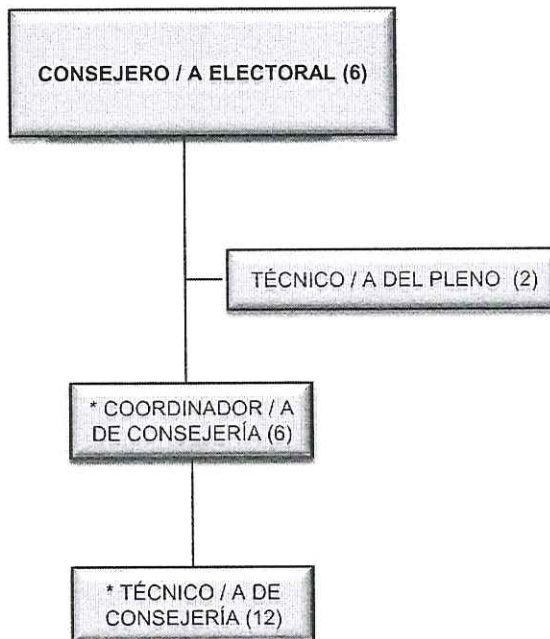 CONSEJERO / A ELECTORAL (6)
TÉCNICO / A DEL PLENO (2)
* COORDINADOR / A
DE CONSEJERÍA (6)
* TÉCNICO / A DE
CONSEJERÍA (12)